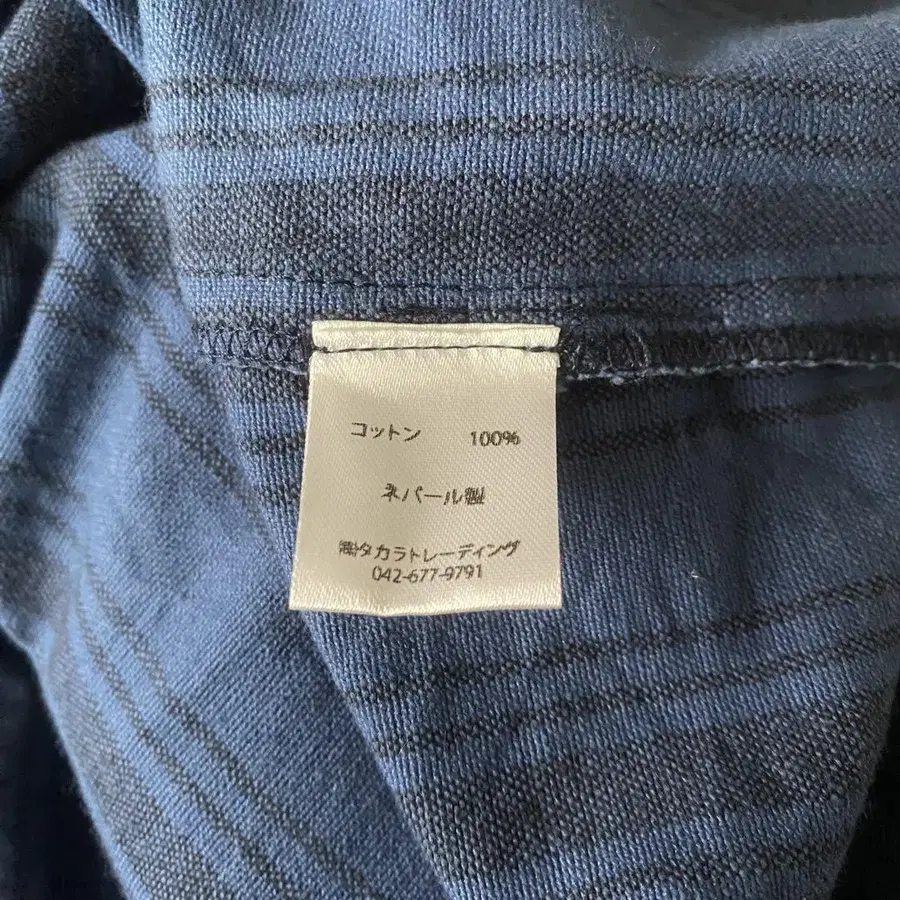 コットン 100%
ネパール製
㈱タカラトレーディング
042-677-9791